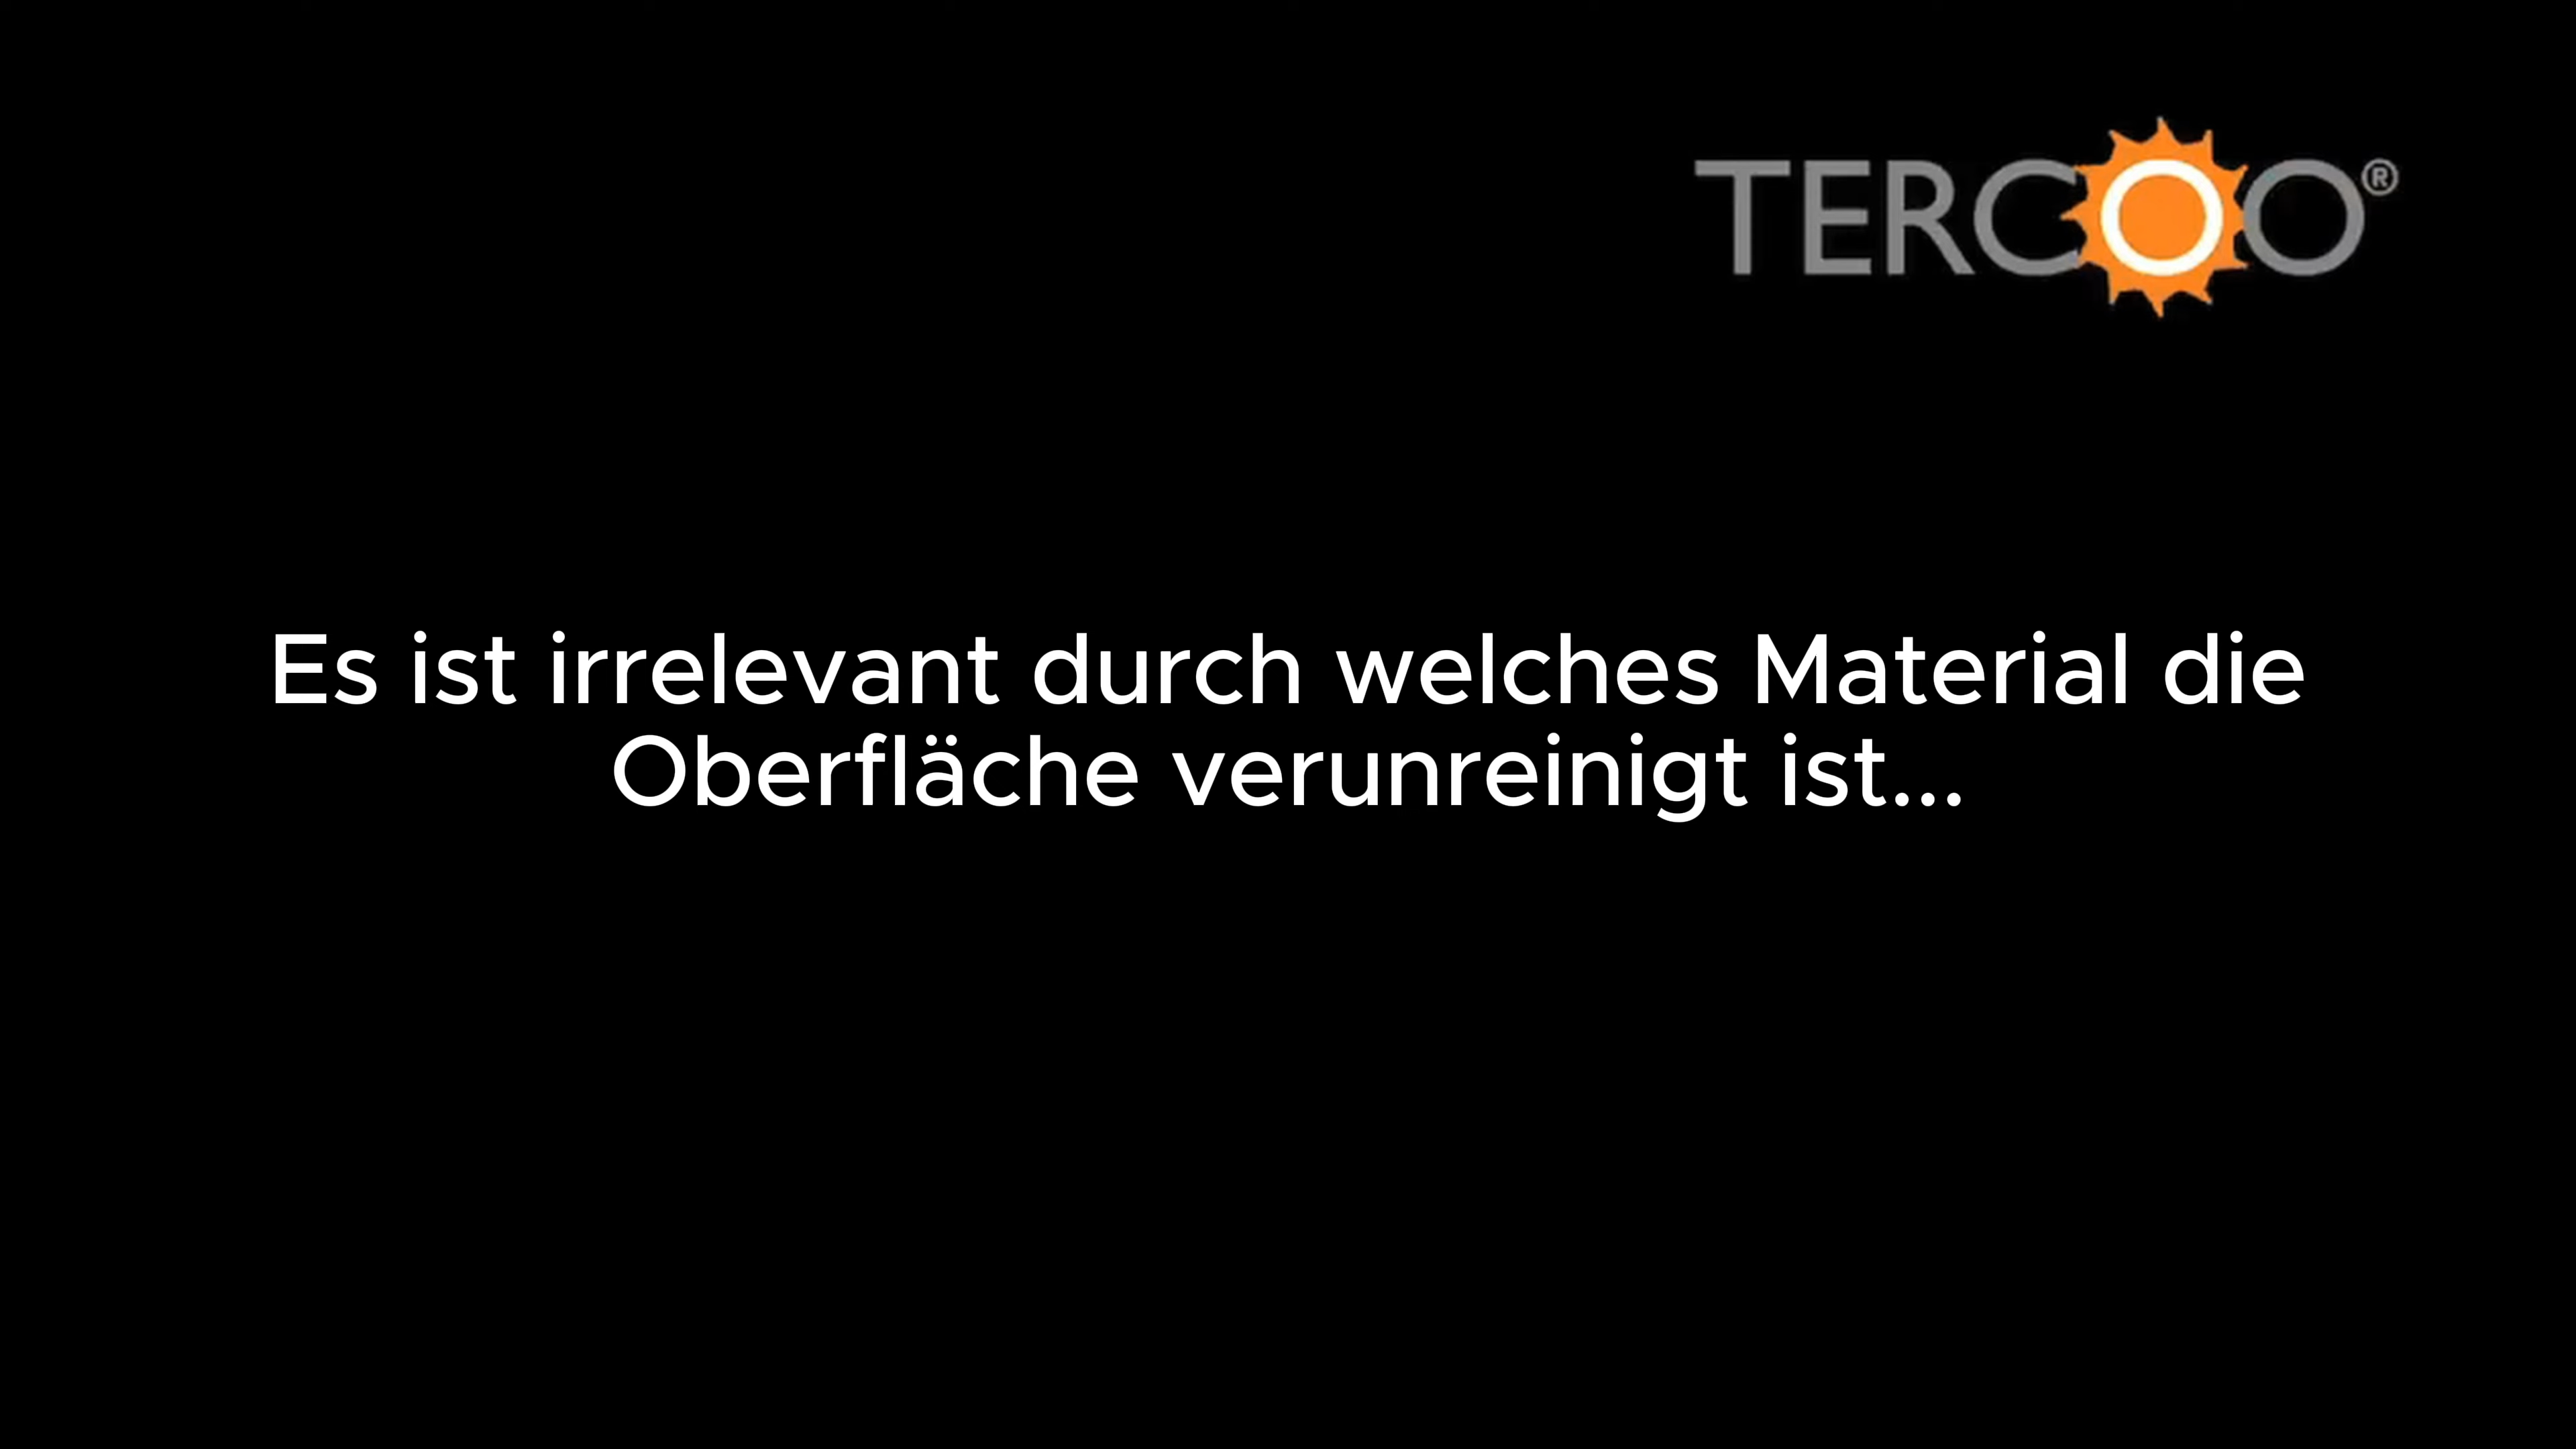 TERCOO®
Es ist irrelevant durch welches Material die
Oberfläche verunreinigt ist...